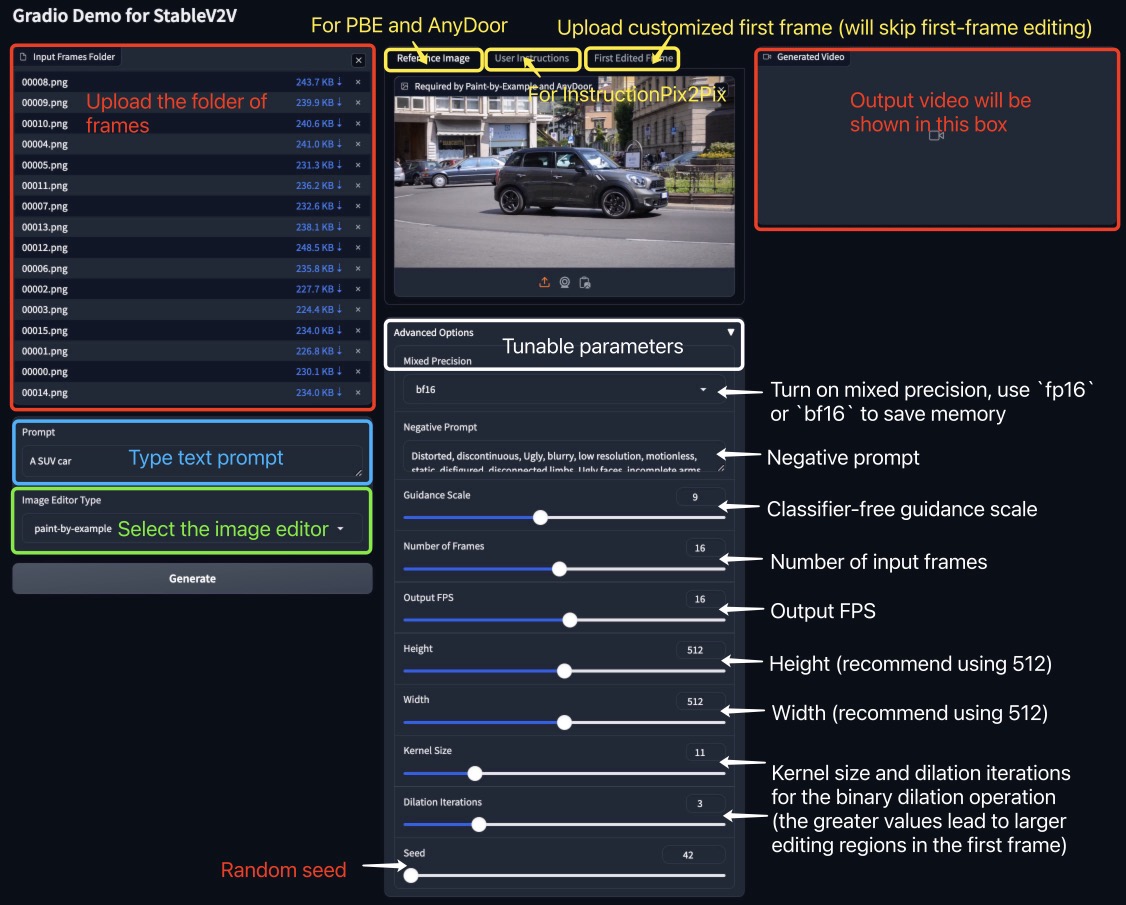 Gradio Demo for StableV2V
For PBE and AnyDoor
Upload customized first frame (will skip first-frame editing)
Input Frames Folder
00008.png 243.7 KB ↓ ×
00009.png 239.9 KB ↓ ×
00010.png 240.6 KB ↓ ×
00004.png 241.0 KB ↓ ×
00005.png 231.3 KB ↓ ×
00011.png 236.2 KB ↓ ×
00007.png 232.6 KB ↓ ×
00013.png 238.1 KB ↓ ×
00012.png 248.5 KB ↓ ×
00006.png 235.8 KB ↓ ×
00002.png 227.7 KB ↓ ×
00003.png 224.4 KB ↓ ×
00015.png 234.0 KB ↓ ×
00001.png 226.8 KB ↓ ×
00000.png 230.1 KB ↓ ×
00014.png 234.0 KB ↓ ×
Upload the folder of
frames
Prompt
A SUV car
Type text prompt
Image Editor Type
paint-by-example
Select the image editor
Generate
Reference Image
User Instructions
First Edited Frame
Required by Paint-by-Example and AnyDoor
For InstructionPix2Pix
Generated Video
Output video will be
shown in this box
Advanced Options
Tunable parameters
Mixed Precision
bf16
Turn on mixed precision, use `fp16`
or `bf16` to save memory
Negative Prompt
Distorted, discontinuous, Ugly, blurry, low resolution, motionless,
static, disfigured, disconnected limbs, Ugly faces, incomplete arms
Negative prompt
Guidance Scale
9
Classifier-free guidance scale
Number of Frames
16
Number of input frames
Output FPS
16
Output FPS
Height
512
Height (recommend using 512)
Width
512
Width (recommend using 512)
Kernel Size
11
Dilation Iterations
3
Kernel size and dilation iterations
for the binary dilation operation
(the greater values lead to larger
editing regions in the first frame)
Seed
42
Random seed